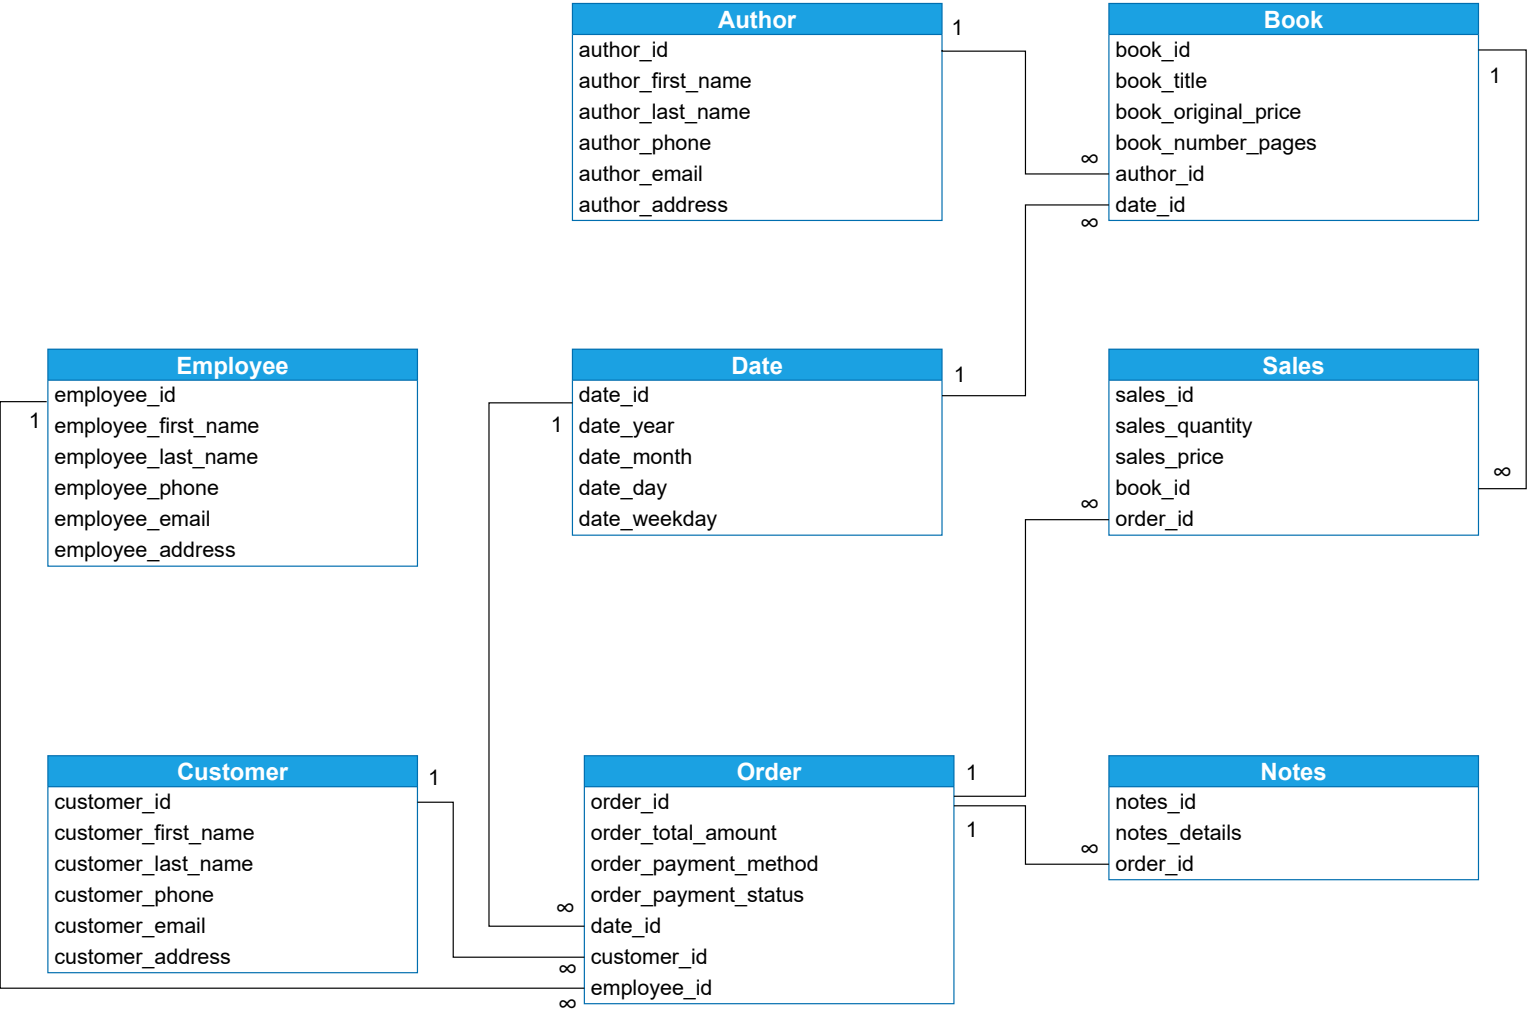 Author
author_id
author_first_name
author_last_name
author_phone
author_email
author_address
1
∞
Book
book_id
book_title
book_original_price
book_number_pages
author_id
date_id
1
∞
Employee
employee_id
employee_first_name
employee_last_name
employee_phone
employee_email
employee_address
1
Date
date_id
date_year
date_month
date_day
date_weekday
1
1
Sales
sales_id
sales_quantity
sales_price
book_id
order_id
∞
∞
Customer
customer_id
customer_first_name
customer_last_name
customer_phone
customer_email
customer_address
1
Order
order_id
order_total_amount
order_payment_method
order_payment_status
date_id
customer_id
employee_id
∞
∞
∞
1
1
Notes
notes_id
notes_details
order_id
∞